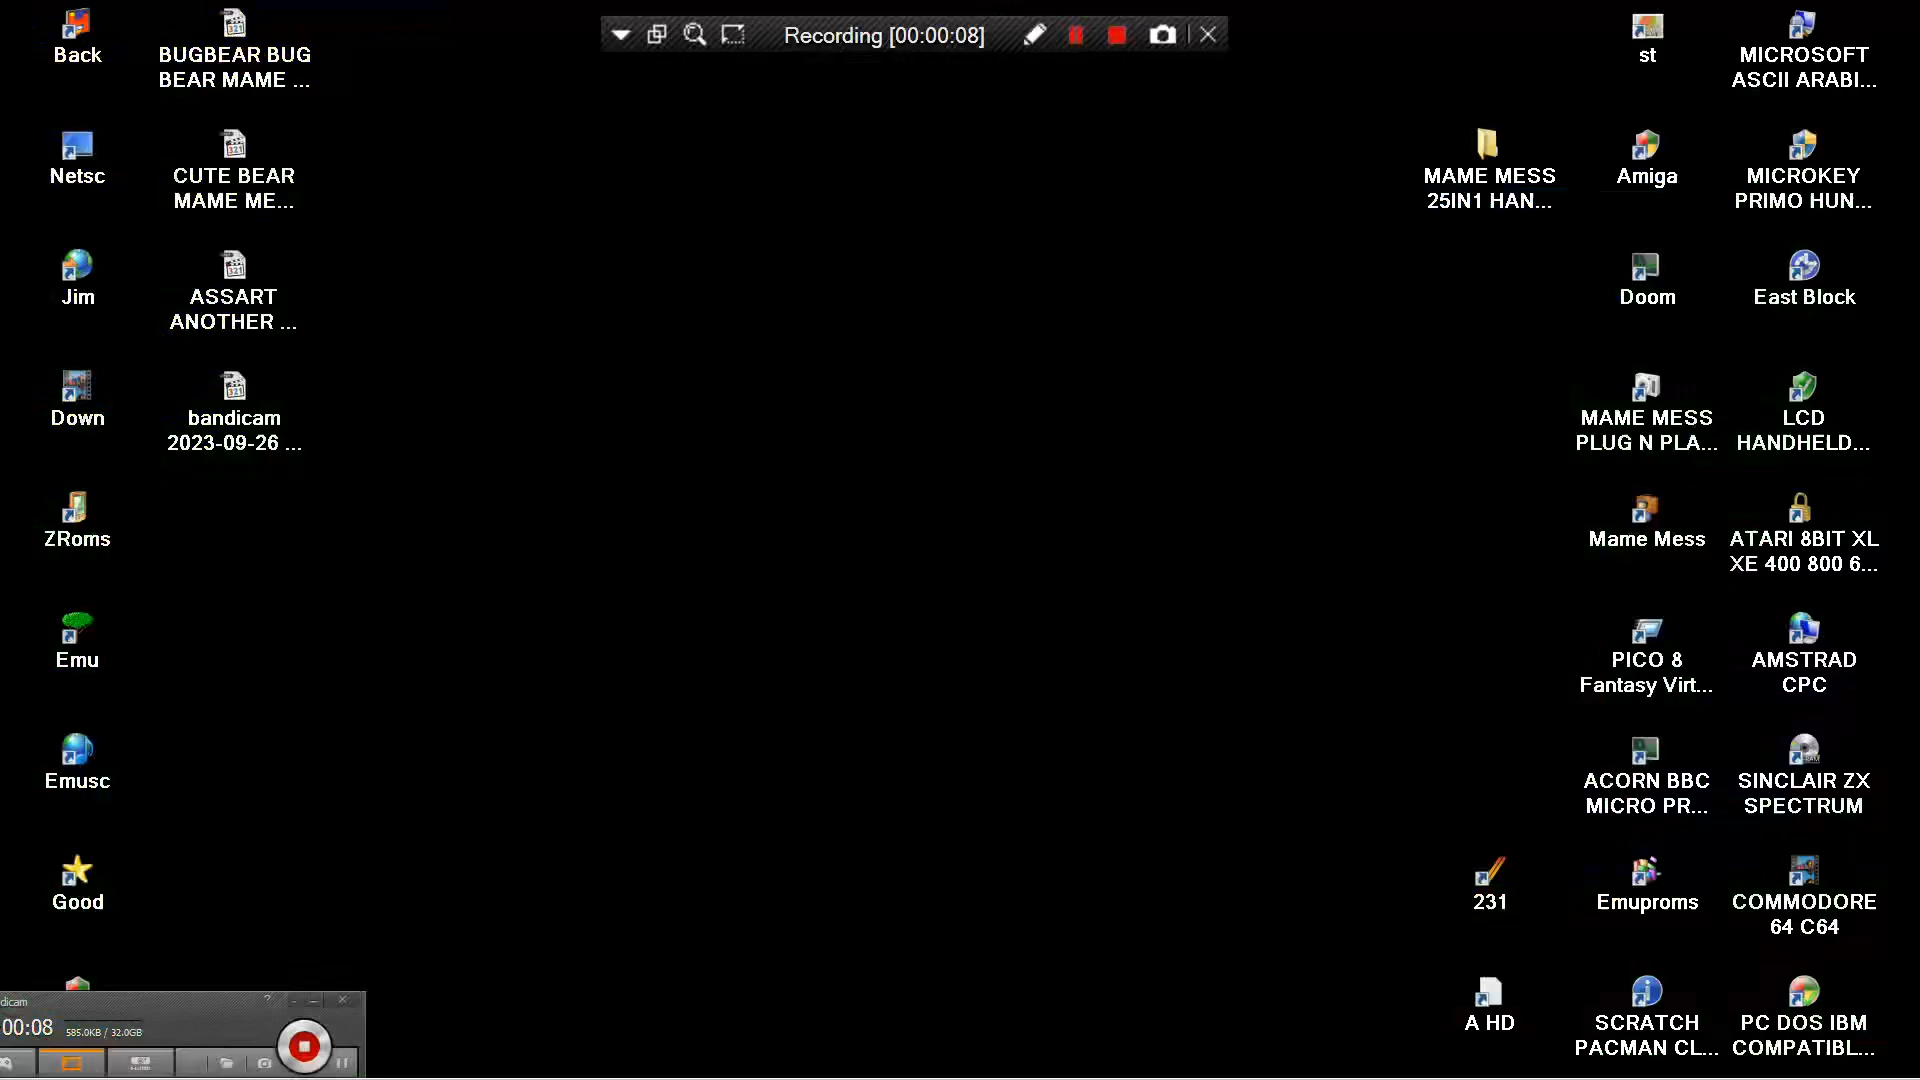 Recording [00:00:08]
Back
BUGBEAR BUG
BEAR MAME ...
st
MICROSOFT
ASCII ARABI...
Netsc
CUTE BEAR
MAME ME...
MAME MESS
25IN1 HAN...
Amiga
MICROKEY
PRIMO HUN...
Jim
ASSART
ANOTHER ...
Doom
East Block
Down
bandicam
2023-09-26 ...
MAME MESS
PLUG N PLA...
LCD
HANDHELD...
ZRoms
Mame Mess
ATARI 8BIT XL
XE 400 800 6...
Emu
PICO 8
Fantasy Virt...
AMSTRAD
CPC
Emusc
ACORN BBC
MICRO PR...
SINCLAIR ZX
SPECTRUM
Good
231
Emuproms
COMMODORE
64 C64
A HD
SCRATCH
PACMAN CL...
PC DOS IBM
COMPATIBL...
dicam
00:08
585.0KB / 32.0GB